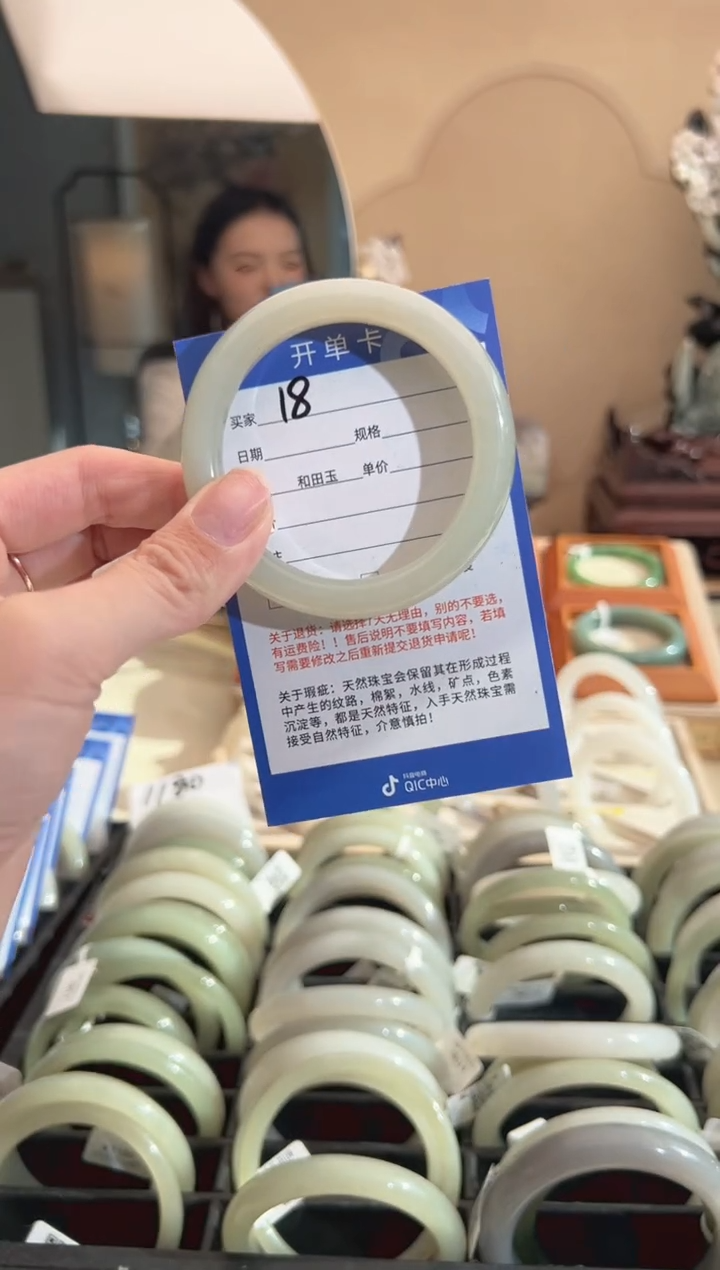 开单卡
买家 18
日期 规格
和田玉 单价
关于退货：请选择7天无理由，别的不要选，
有运费险！！售后说明不要填写内容，若填
写需要修改之后重新提交退货申请呢！
关于瑕疵：天然珠宝会保留其在形成过程
中产生的纹路，棉絮，水线，矿点，色素
沉淀等，都是天然特征，入手天然珠宝需
接受自然特征，介意慎拍！
抖音电商
QIC中心